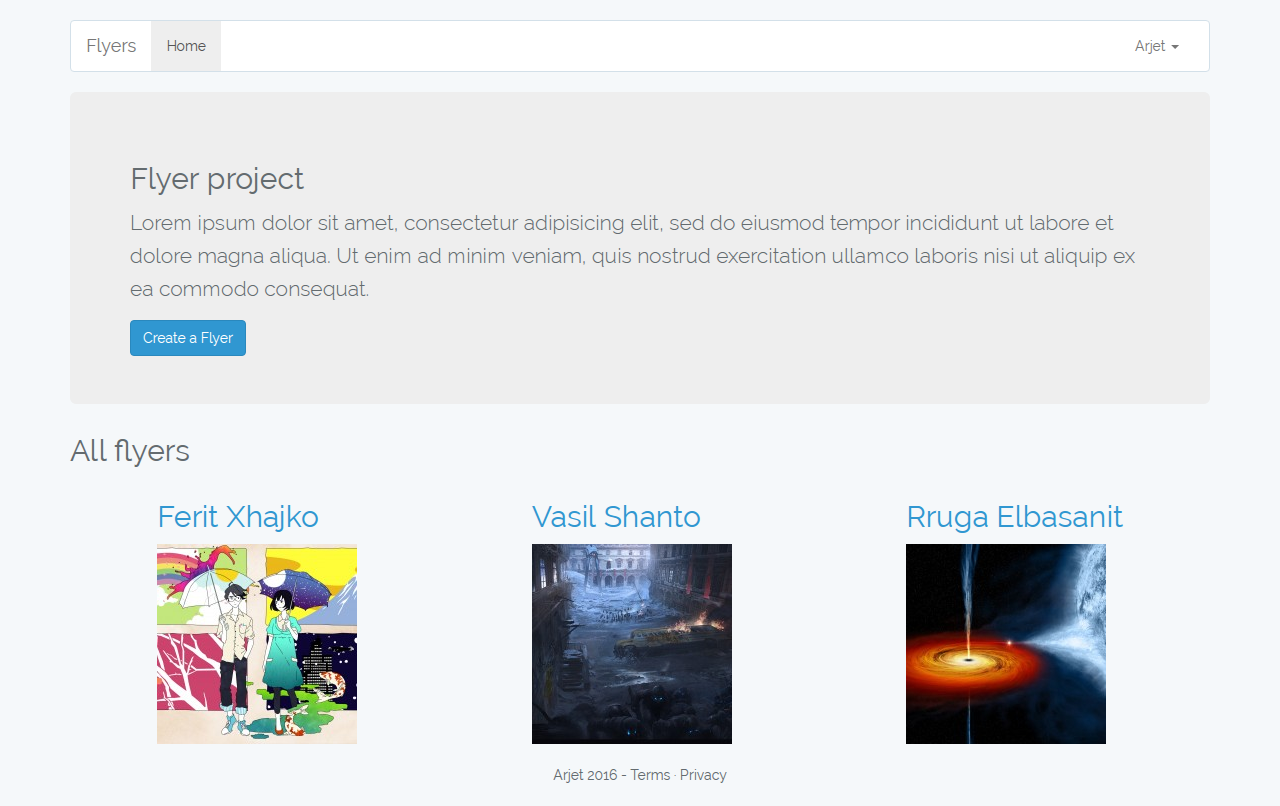 Flyers Home Arjet
Flyer project
Lorem ipsum dolor sit amet, consectetur adipisicing elit, sed do eiusmod tempor incididunt ut labore et
dolore magna aliqua. Ut enim ad minim veniam, quis nostrud exercitation ullamco laboris nisi ut aliquip ex
ea commodo consequat.
Create a Flyer
All flyers
Ferit Xhajko Vasil Shanto Rruga Elbasanit
Arjet 2016 - Terms · Privacy